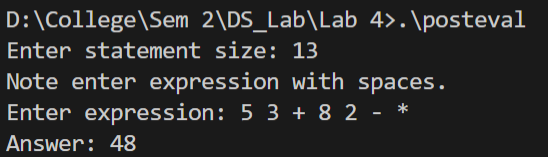 D:\College\Sem 2\DS_Lab\Lab 4>.\posteval
Enter statement size: 13
Note enter expression with spaces.
Enter expression: 5 3 + 8 2 - *
Answer: 48